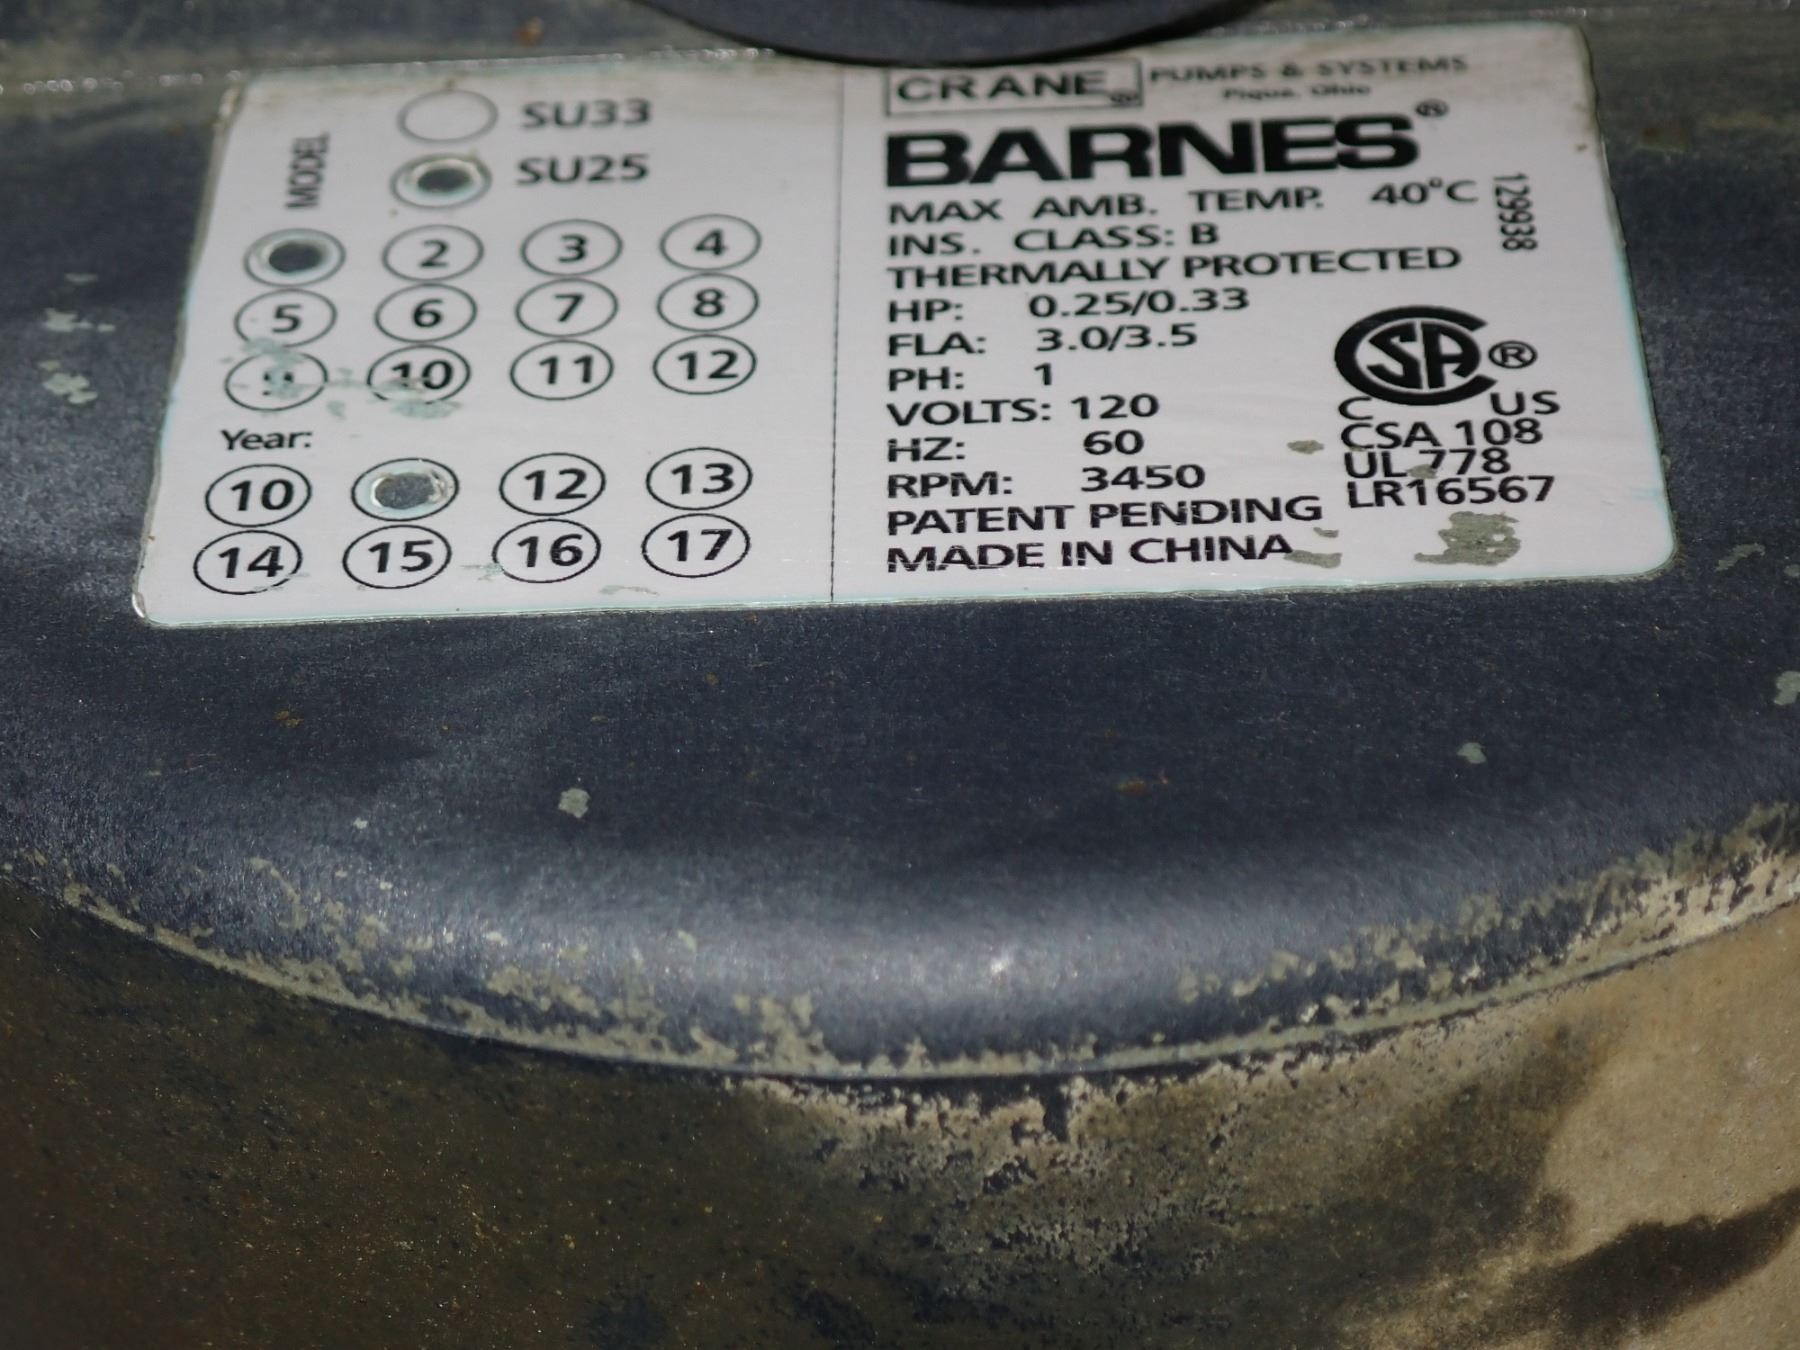 MODEL
SU33
SU25
2 3 4
5 6 7 8
9 10 11 12
Year:
10 12 13
14 15 16 17
CRANE® PUMPS & SYSTEMS
Piqua, Ohio
BARNES®
MAX AMB. TEMP. 40°C
129938
INS. CLASS: B
THERMALLY PROTECTED
HP: 0.25/0.33
FLA: 3.0/3.5
PH: 1
VOLTS: 120
HZ: 60
RPM: 3450
PATENT PENDING
MADE IN CHINA
CSA®
C US
CSA 108
UL 778
LR16567